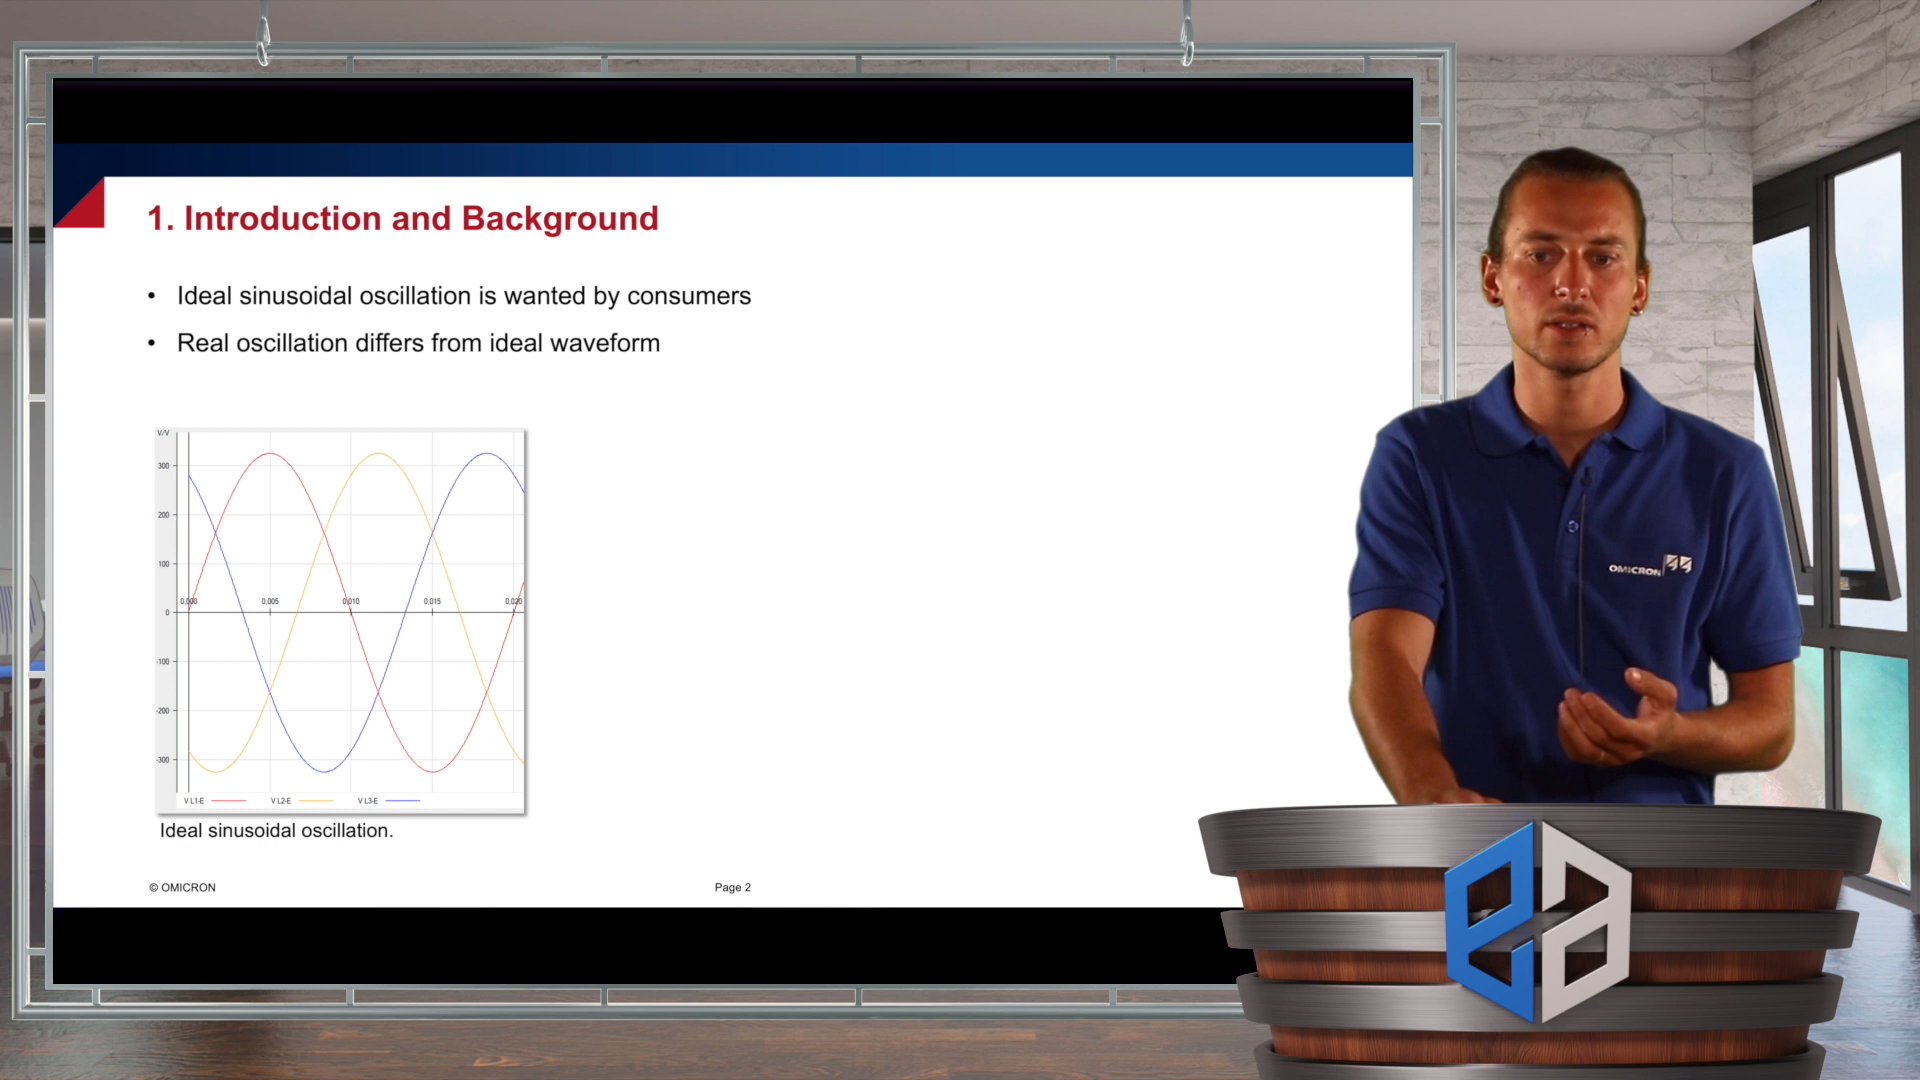 1. Introduction and Background
• Ideal sinusoidal oscillation is wanted by consumers
• Real oscillation differs from ideal waveform
V/V
300
200
100
0,000 0,005 0,010 0,015 0,020
0
-100
-200
-300
V L1-E V L2-E V L3-E
Ideal sinusoidal oscillation.
© OMICRON Page 2
OMICRON
ea